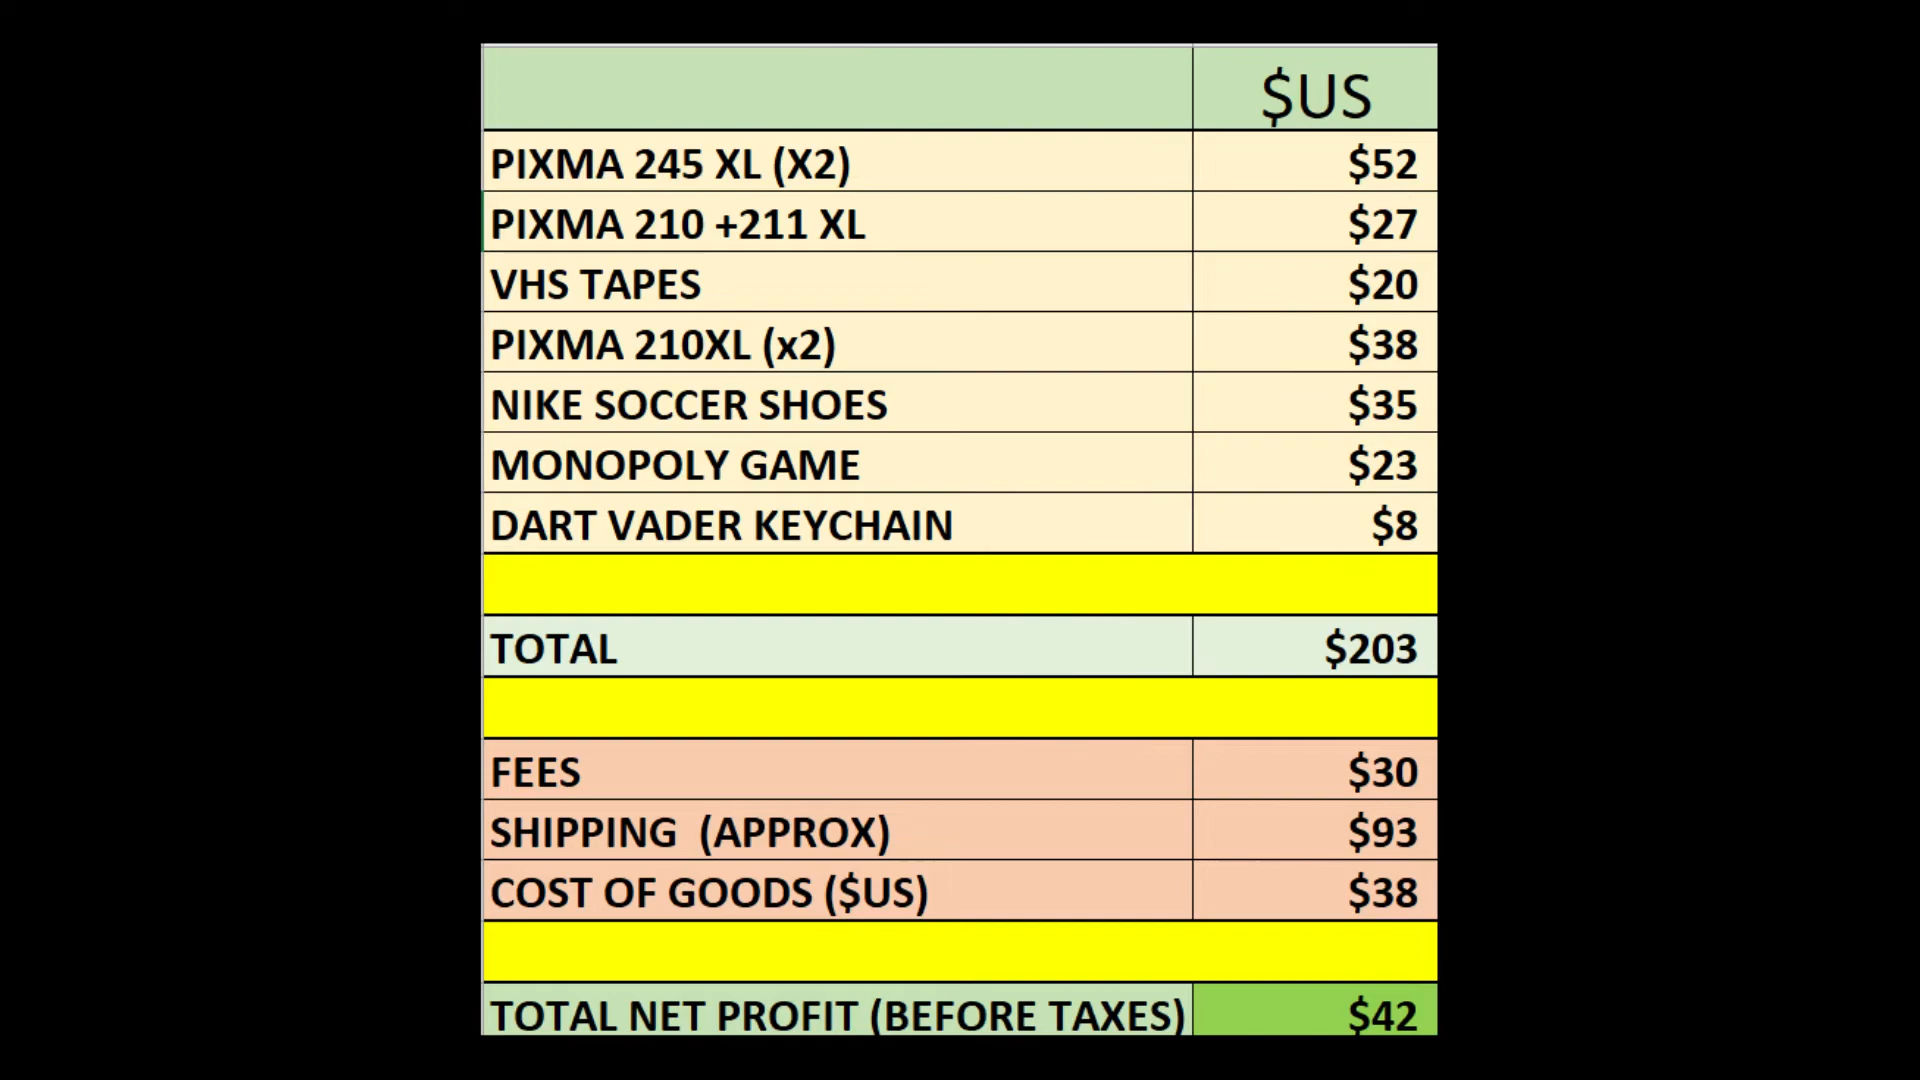 $US
PIXMA 245 XL (X2) $52
PIXMA 210 +211 XL $27
VHS TAPES $20
PIXMA 210XL (x2) $38
NIKE SOCCER SHOES $35
MONOPOLY GAME $23
DART VADER KEYCHAIN $8
TOTAL $203
FEES $30
SHIPPING (APPROX) $93
COST OF GOODS ($US) $38
TOTAL NET PROFIT (BEFORE TAXES) $42